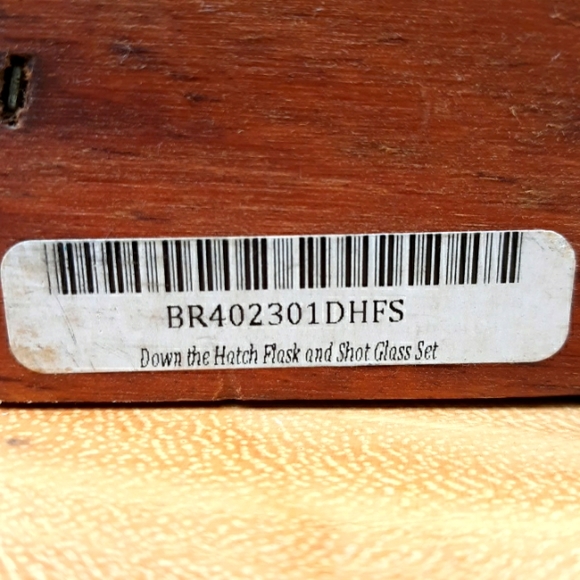 BR402301DHFS
Down the Hatch Flask and Shot Glass Set